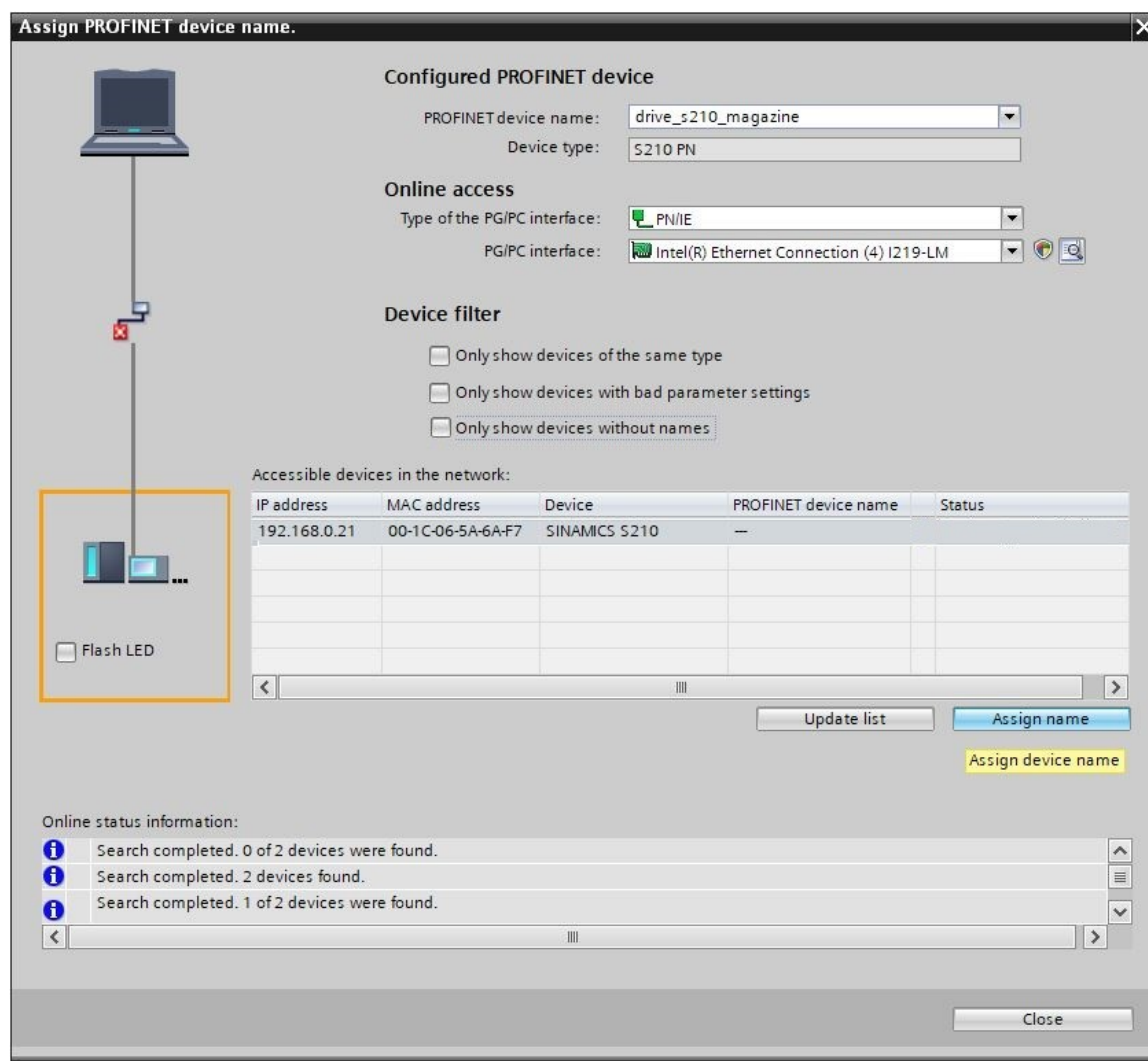 Assign PROFINET device name.
Configured PROFINET device
PROFINET device name: drive_s210_magazine
Device type: S210 PN
Online access
Type of the PG/PC interface: PN/IE
PG/PC interface: Intel(R) Ethernet Connection (4) I219-LM
Device filter
Only show devices of the same type
Only show devices with bad parameter settings
Only show devices without names
Accessible devices in the network:
IP address MAC address Device PROFINET device name Status
192.168.0.21 00-1C-06-5A-6A-F7 SINAMICS S210 —
Flash LED
Update list Assign name
Assign device name
Online status information:
Search completed. 0 of 2 devices were found.
Search completed. 2 devices found.
Search completed. 1 of 2 devices were found.
Close